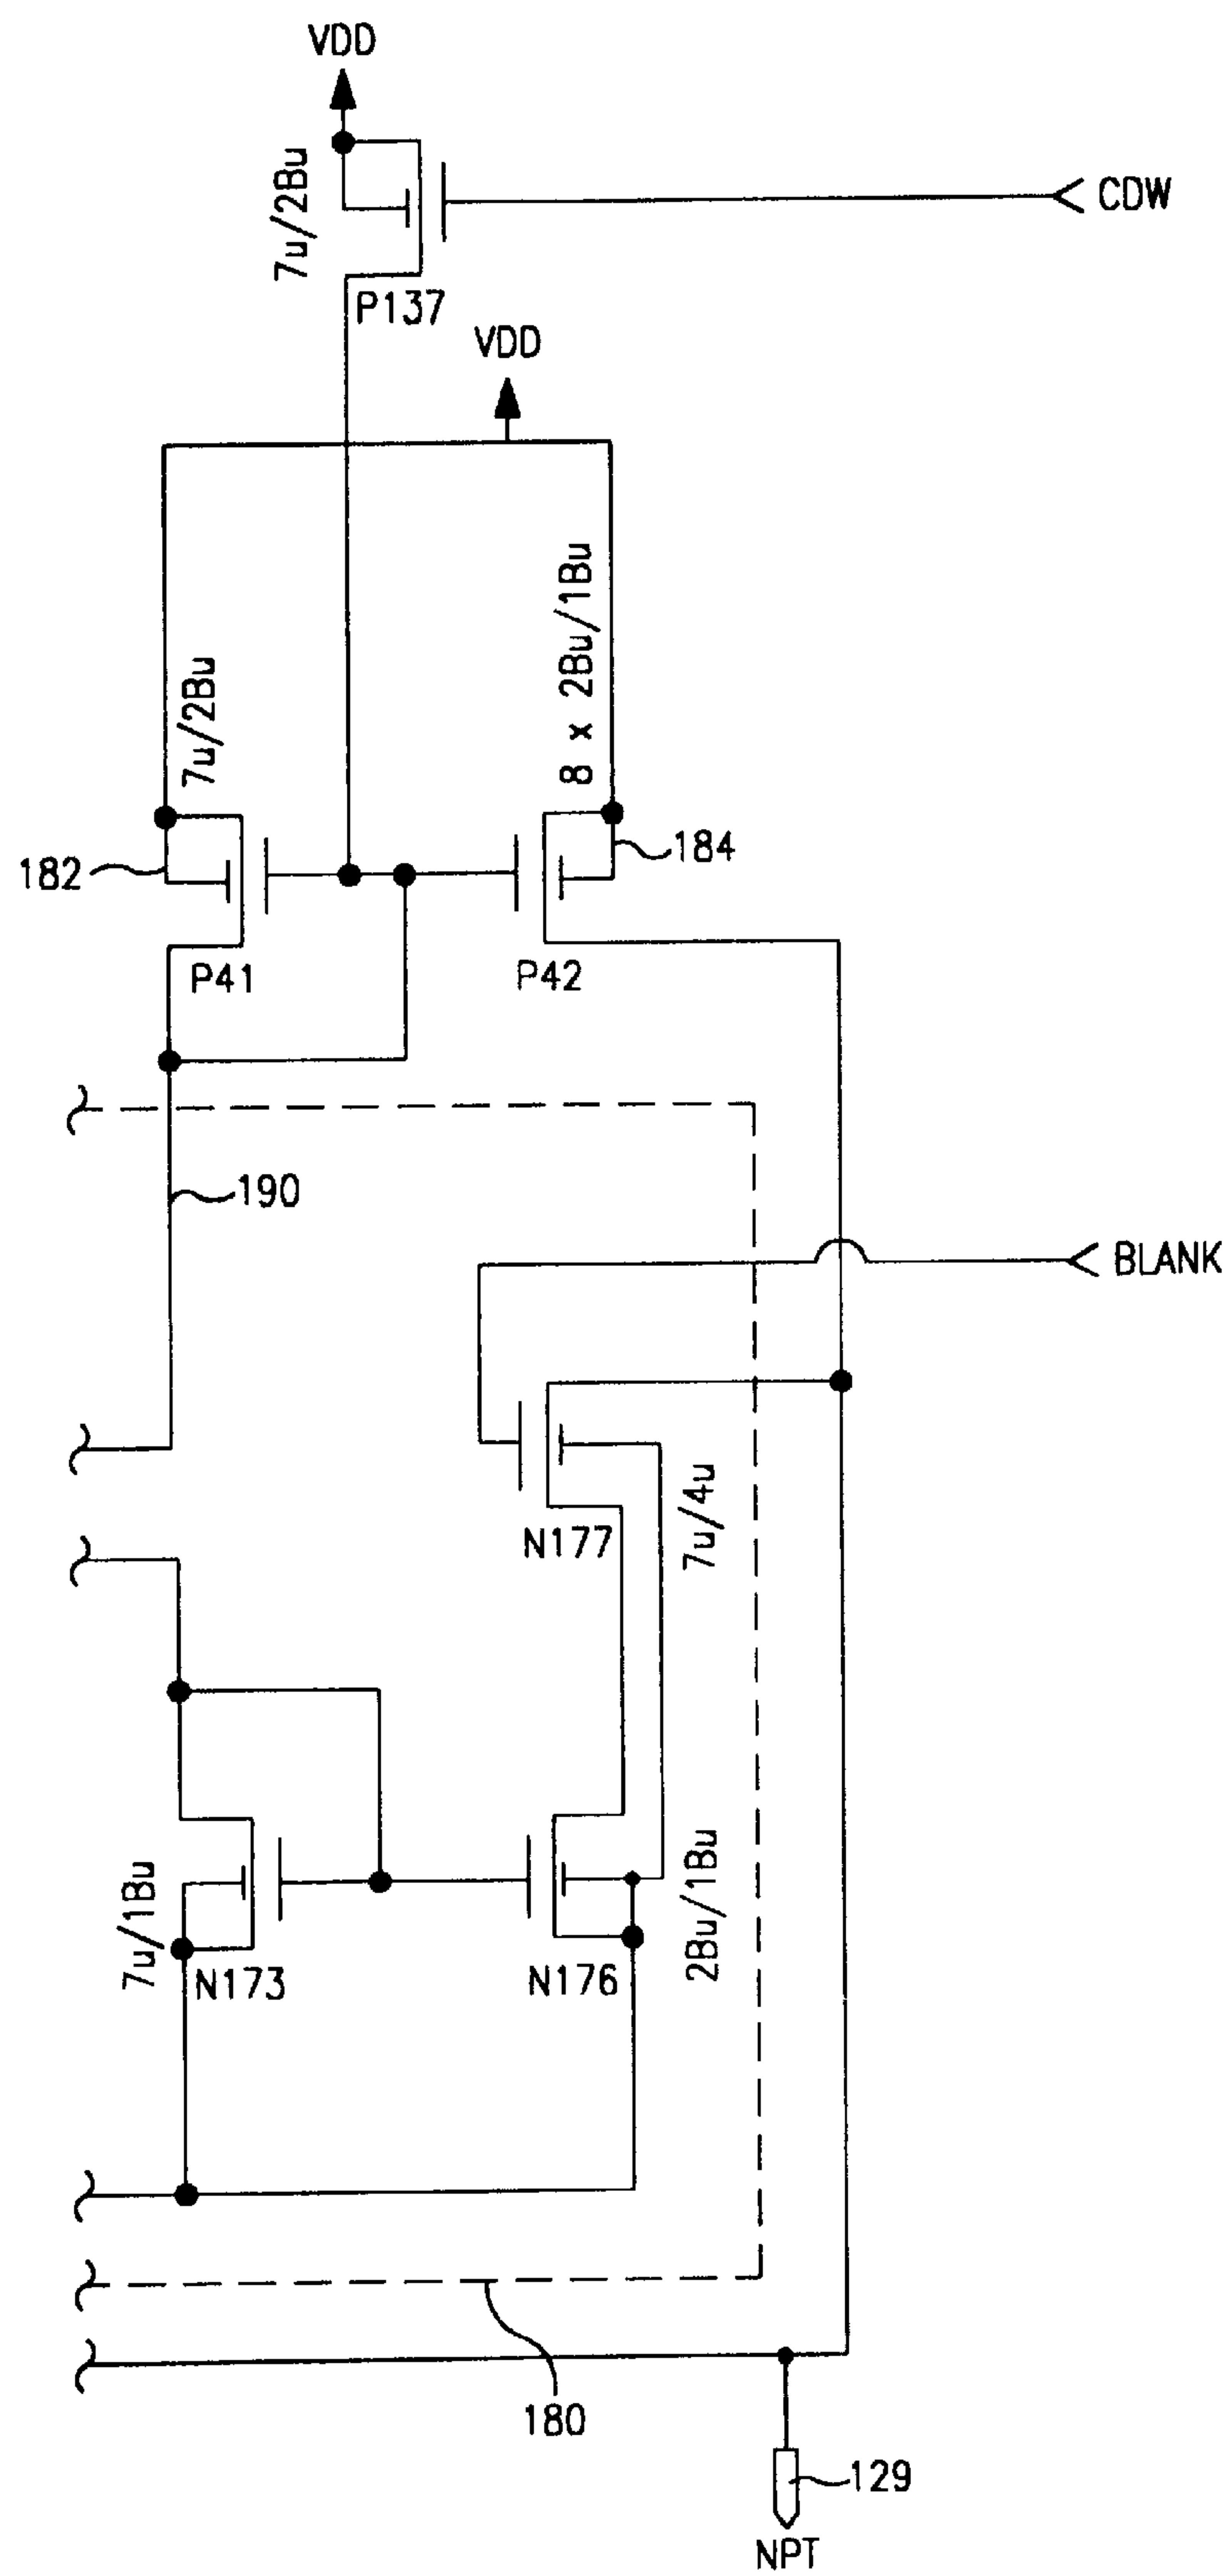 VDD
7u/2Bu
CDW
P137
VDD
7u/2Bu
8 x 2Bu/1Bu
182
184
P41
P42
190
BLANK
N177
7u/4u
7u/1Bu
2Bu/1Bu
N173
N176
180
129
NPT